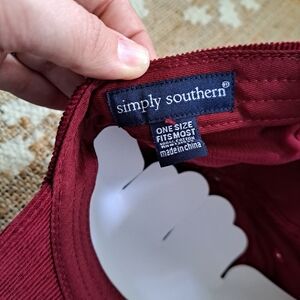 simply southern®
ONE SIZE
FITS MOST
made in china